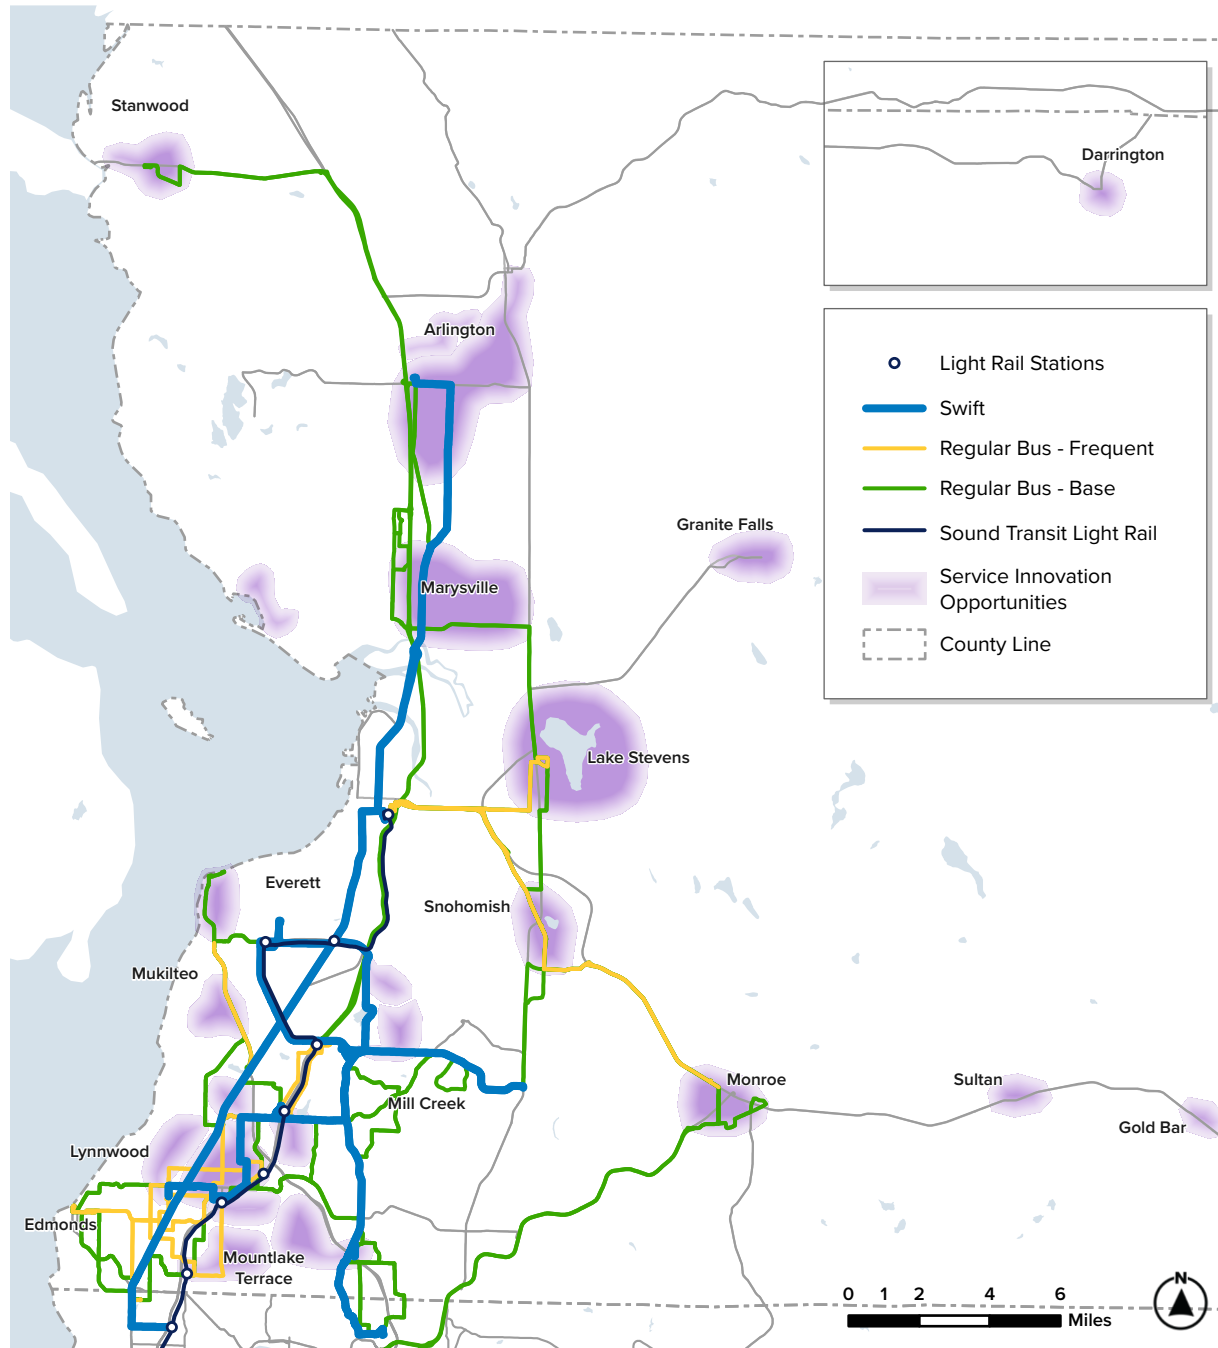 Stanwood
Darrington
Arlington
Light Rail Stations
Swift
Regular Bus - Frequent
Regular Bus - Base
Sound Transit Light Rail
Service Innovation
Opportunities
County Line
Granite Falls
Marysville
Lake Stevens
Everett
Snohomish
Mukilteo
Monroe
Sultan
Mill Creek
Gold Bar
Lynnwood
Edmonds
Mountlake
Terrace
0 1 2 4 6
Miles
N